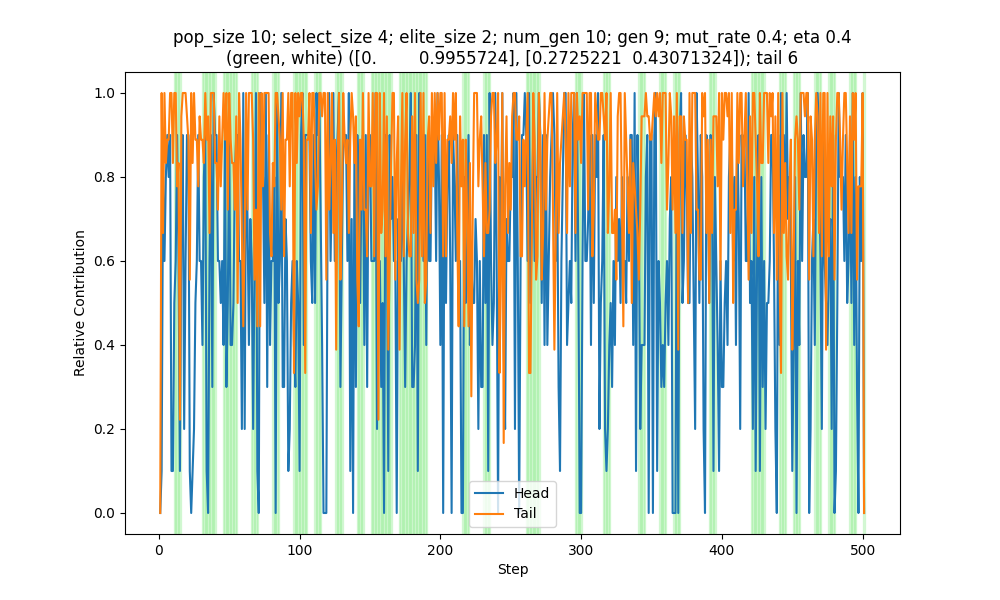 pop_size 10; select_size 4; elite_size 2; num_gen 10; gen 9; mut_rate 0.4; eta 0.4
(green, white) ([0. 0.9955724], [0.2725221 0.43071324]); tail 6
1.0
0.8
0.6
0.4
0.2
0.0
Relative Contribution
Head
Tail
0 100 200 300 400 500
Step